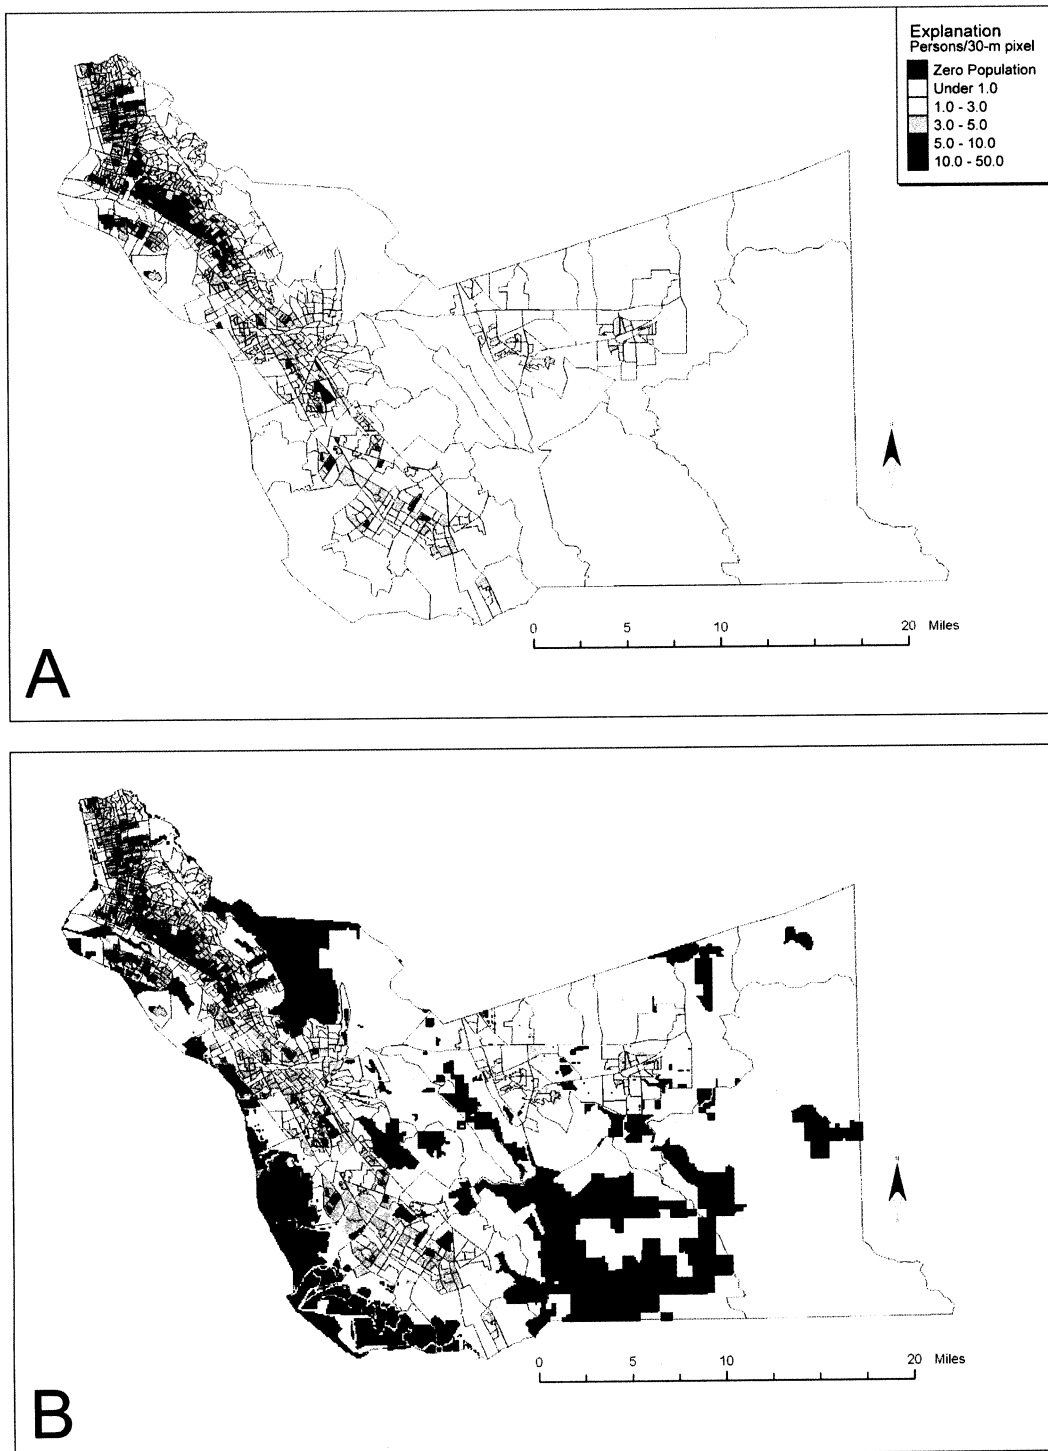 Explanation
Persons/30-m pixel
Zero Population
Under 1.0
1.0 - 3.0
3.0 - 5.0
5.0 - 10.0
10.0 - 50.0
0 5 10 20 Miles
A
0 5 10 20 Miles
B